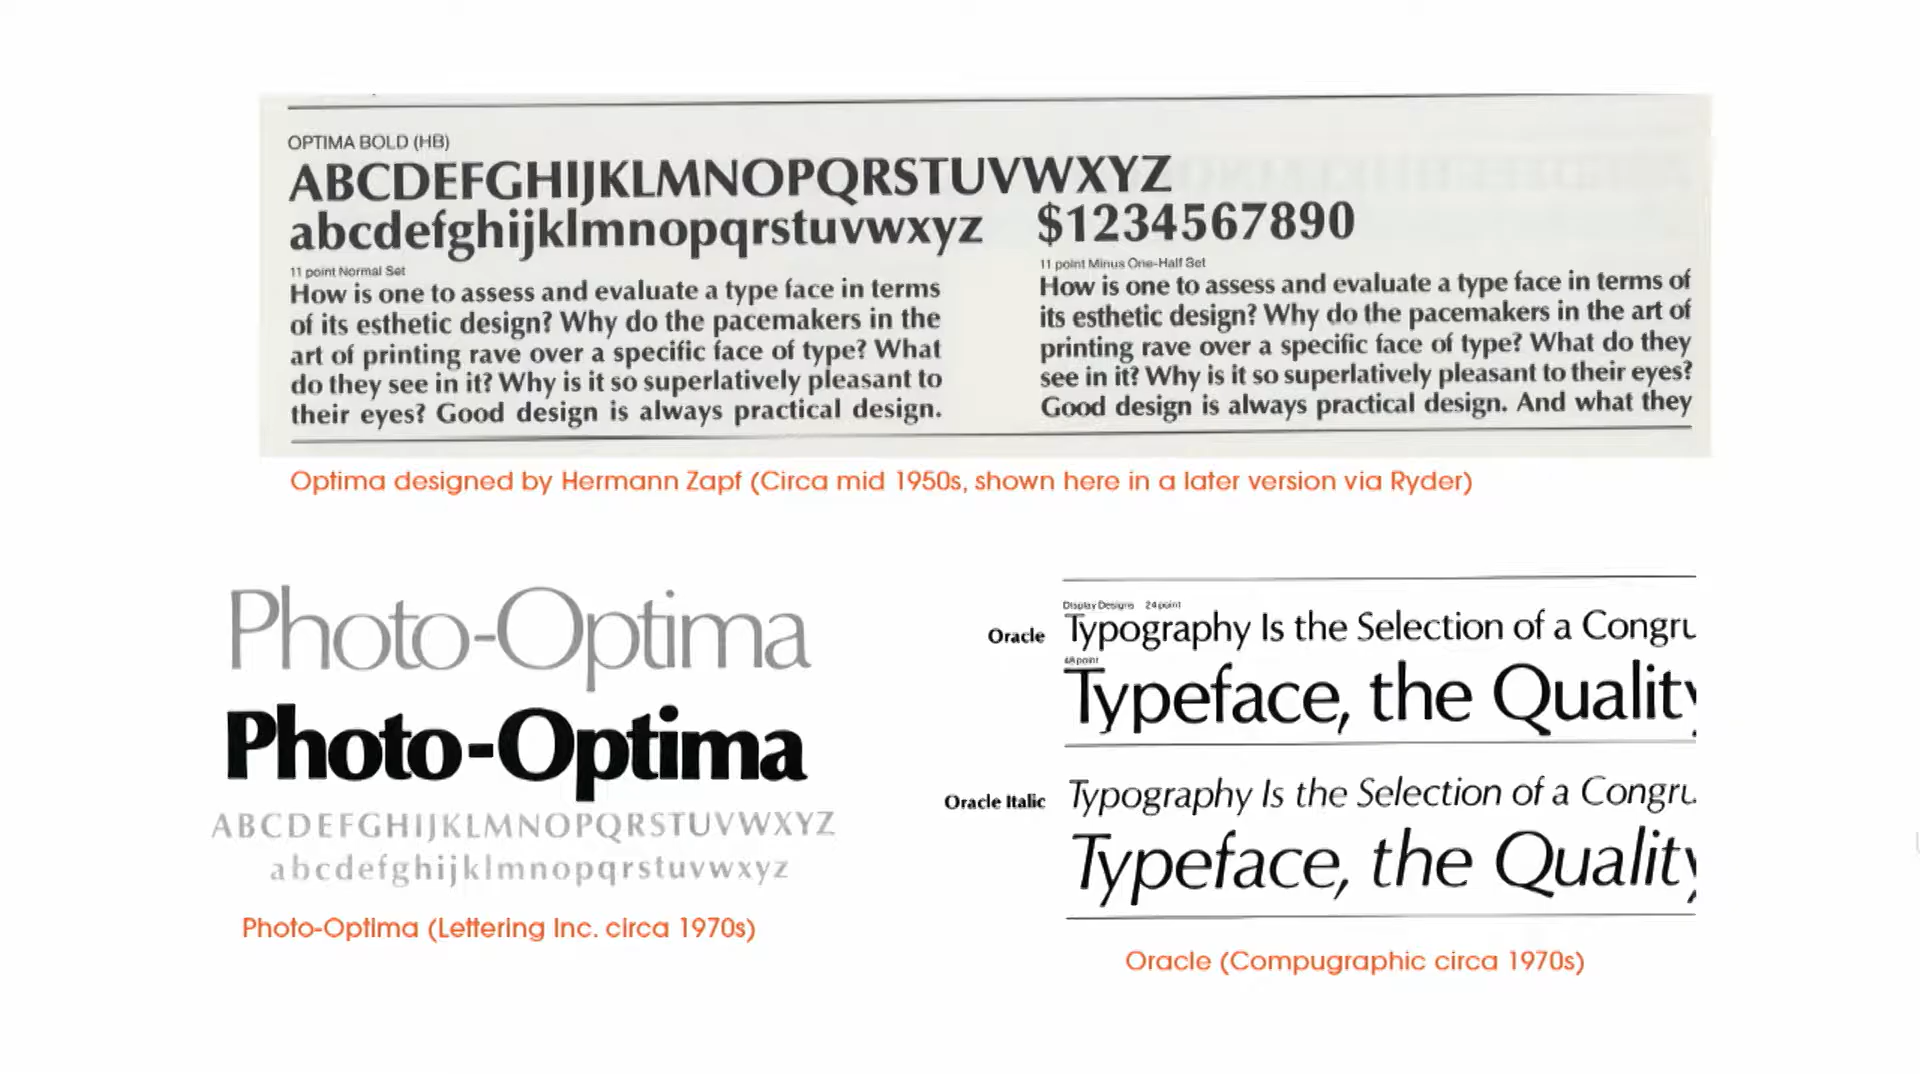 OPTIMA BOLD (HB)
ABCDEFGHIJKLMNOPQRSTUVWXYZ
abcdefghijklmnopqrstuvwxyz $1234567890
11 point Normal Set
How is one to assess and evaluate a type face in terms
of its esthetic design? Why do the pacemakers in the
art of printing rave over a specific face of type? What
do they see in it? Why is it so superlatively pleasant to
their eyes? Good design is always practical design.
11 point Minus One-Half Set
How is one to assess and evaluate a type face in terms of
its esthetic design? Why do the pacemakers in the art of
printing rave over a specific face of type? What do they
see in it? Why is it so superlatively pleasant to their eyes?
Good design is always practical design. And what they
Optima designed by Hermann Zapf (Circa mid 1950s, shown here in a later version via Ryder)
Photo-Optima
Photo-Optima
ABCDEFGHIJKLMNOPQRSTUVWXYZ
abcdefghijklmnopqrstuvwxyz
Photo-Optima (Lettering Inc. circa 1970s)
Display Designs 24 point
Oracle Typography Is the Selection of a Congru
48 point
Typeface, the Quality
Oracle Italic Typography Is the Selection of a Congru
Typeface, the Quality
Oracle (Compugraphic circa 1970s)